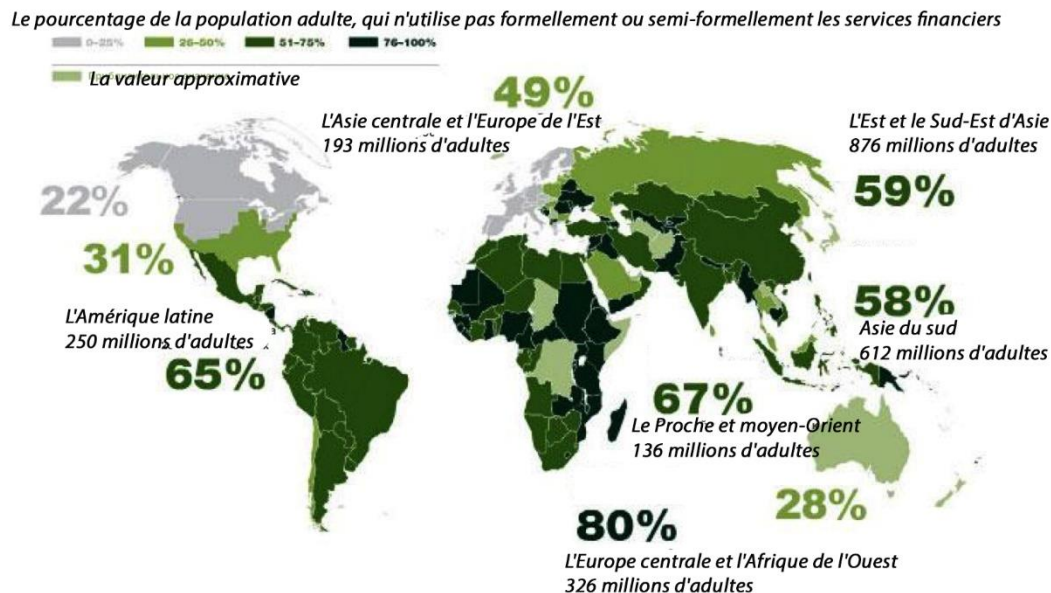 Le pourcentage de la population adulte, qui n'utilise pas formellement ou semi-formellement les services financiers
0–25% 26–50% 51–75% 76–100%
La valeur approximative
49%
L'Asie centrale et l'Europe de l'Est
193 millions d'adultes
L'Est et le Sud-Est d'Asie
876 millions d'adultes
59%
22%
31%
58%
Asie du sud
612 millions d'adultes
L'Amérique latine
250 millions d'adultes
65%
67%
Le Proche et moyen-Orient
136 millions d'adultes
28%
80%
L'Europe centrale et l'Afrique de l'Ouest
326 millions d'adultes